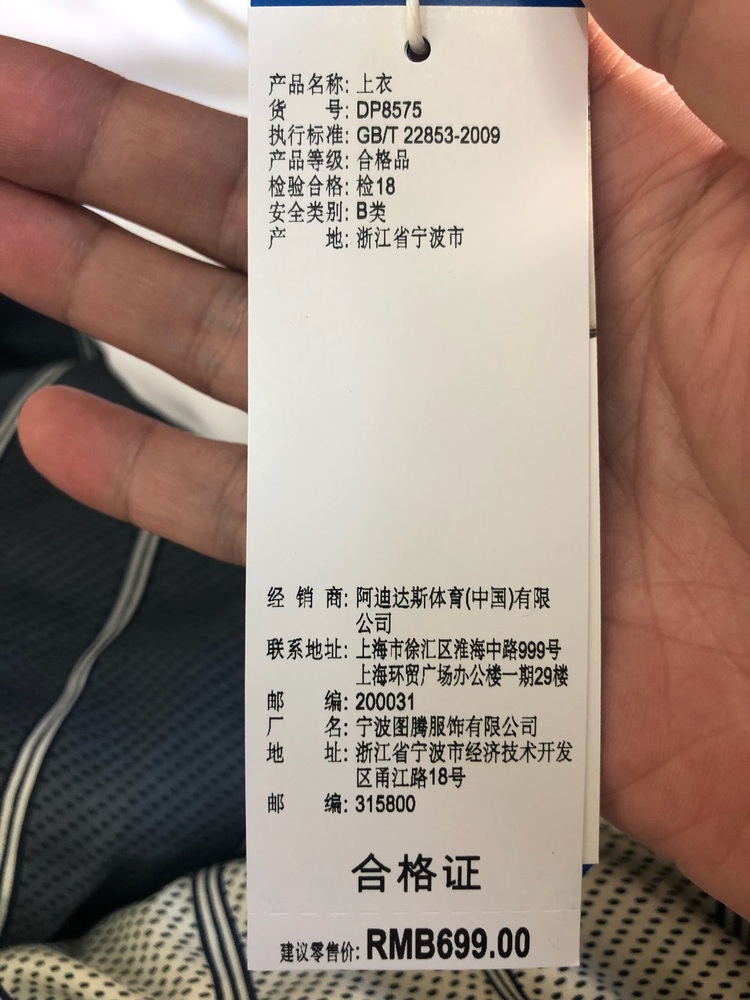 产品名称: 上衣
货号: DP8575
执行标准: GB/T 22853-2009
产品等级: 合格品
检验合格: 检18
安全类别: B类
产地: 浙江省宁波市
经销商: 阿迪达斯体育(中国)有限
公司
联系地址: 上海市徐汇区淮海中路999号
上海环贸广场办公楼一期29楼
邮编: 200031
厂名: 宁波图腾服饰有限公司
地址: 浙江省宁波市经济技术开发
区甬江路18号
邮编: 315800
合格证
建议零售价: RMB699.00